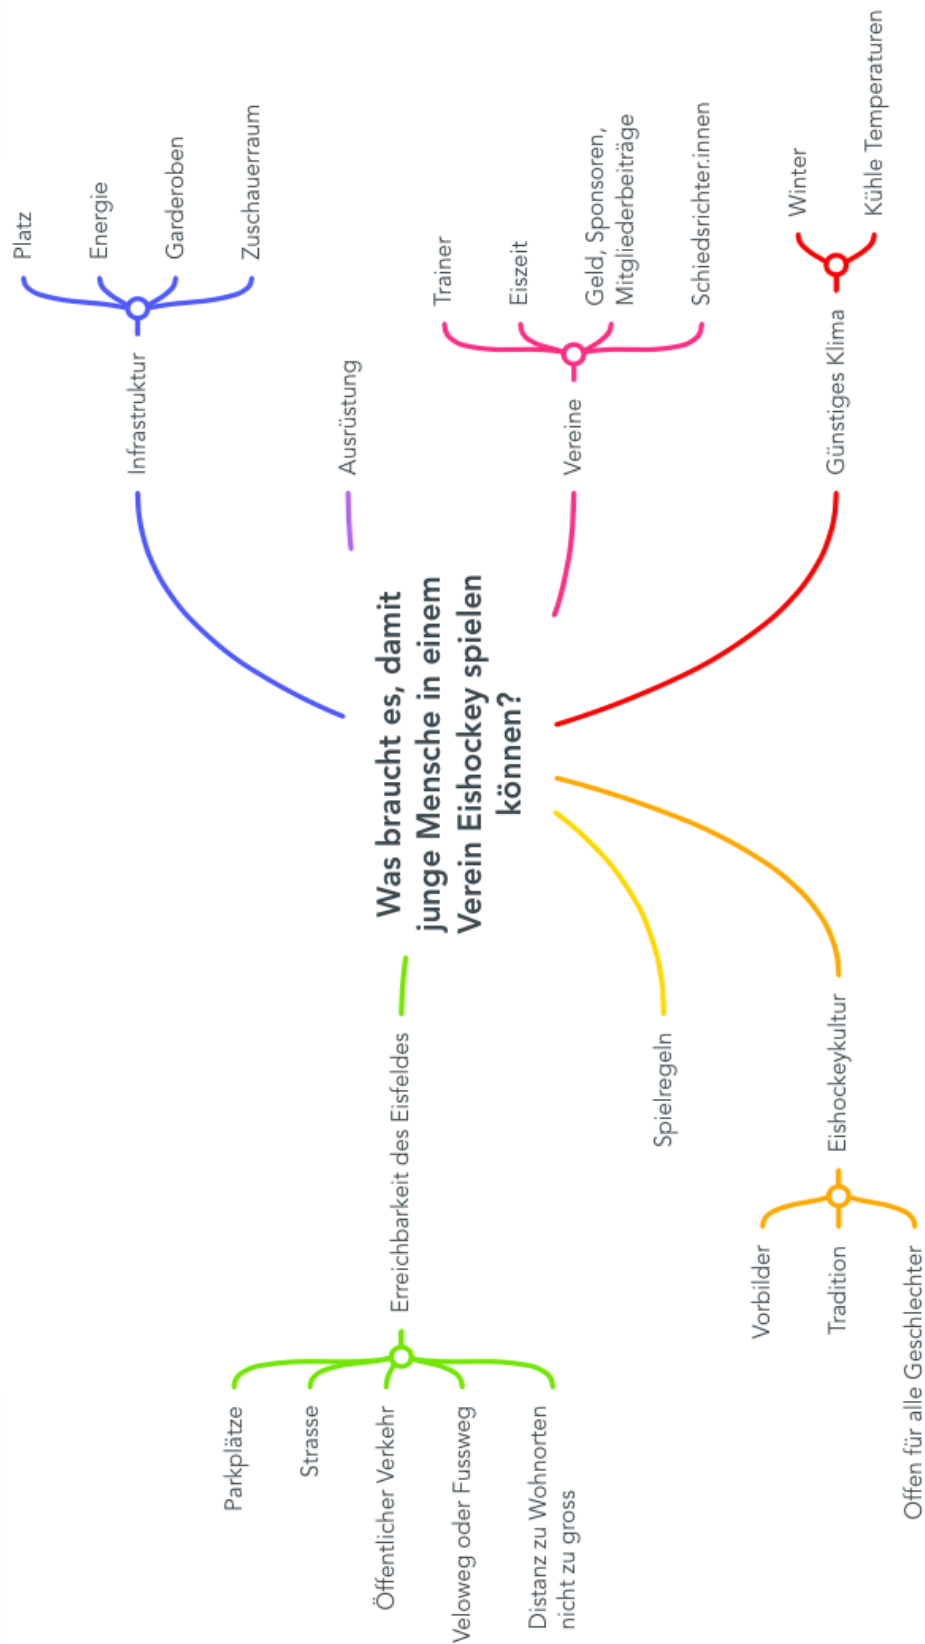 Was braucht es, damit
junge Mensche in einem
Verein Eishockey spielen
können?
Infrastruktur
Platz
Energie
Garderoben
Zuschauerraum
Ausrüstung
Vereine
Trainer
Eiszeit
Geld, Sponsoren,
Mitgliederbeiträge
Schiedsrichter.innen
Günstiges Klima
Winter
Kühle Temperaturen
Erreichbarkeit des Eisfeldes
Parkplätze
Strasse
Öffentlicher Verkehr
Veloweg oder Fussweg
Distanz zu Wohnorten
nicht zu gross
Spielregeln
Eishockeykultur
Vorbilder
Tradition
Offen für alle Geschlechter